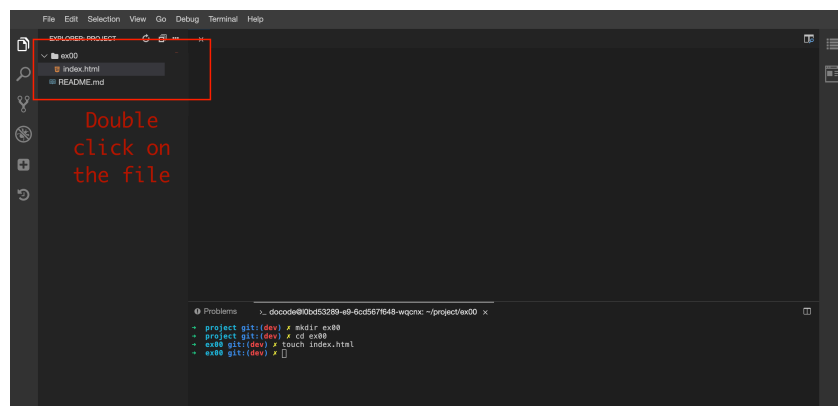 File Edit Selection View Go Debug Terminal Help
EXPLORER: PROJECT
ex00
index.html
README.md
Double
click on
the file
Problems >_ docode@l0bd53289-e9-6cd567f648-wqcnx: ~/project/ex00 ×
→ project git:(dev) ✗ mkdir ex00
→ project git:(dev) ✗ cd ex00
→ ex00 git:(dev) ✗ touch index.html
→ ex00 git:(dev) ✗